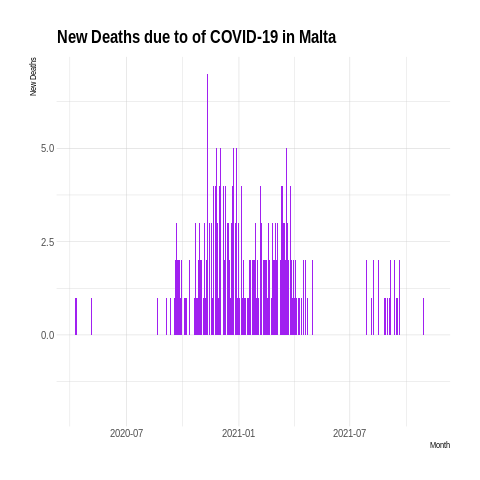 New Deaths due to of COVID-19 in Malta
New Deaths
5.0
2.5
0.0
2020-07
2021-01
2021-07
Month